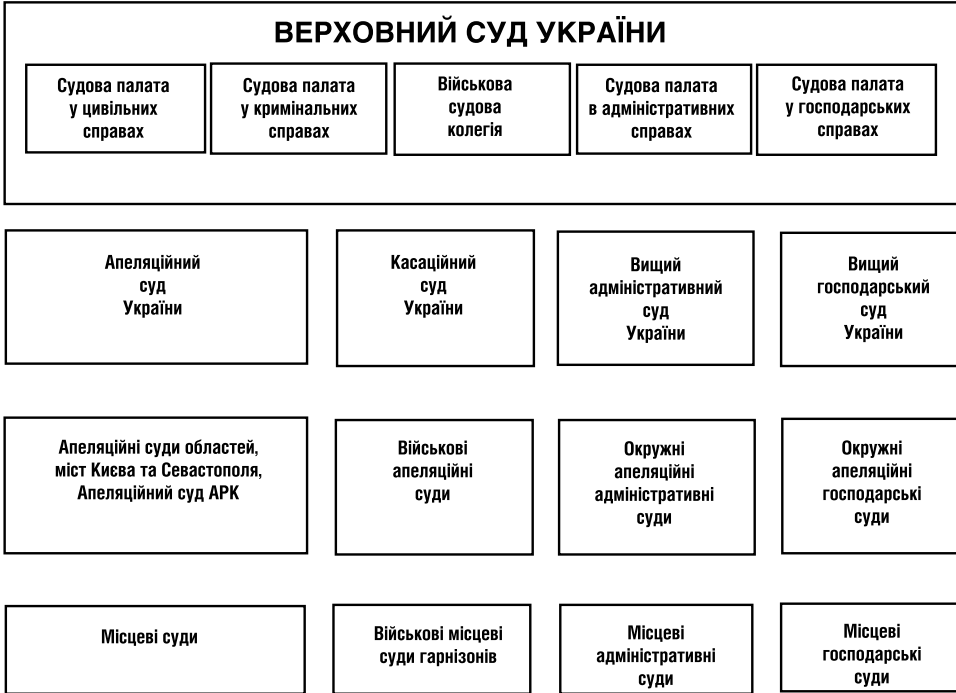 ВЕРХОВНИЙ СУД УКРАЇНИ
Судова палата
у цивільних
справах
Судова палата
у кримінальних
справах
Військова
судова
колегія
Судова палата
в адміністративних
справах
Судова палата
у господарських
справах
Апеляційний
суд
України
Касаційний
суд
України
Вищий
адміністративний
суд
України
Вищий
господарський
суд
України
Апеляційні суди областей,
міст Києва та Севастополя,
Апеляційний суд АРК
Військові
апеляційні
суди
Окружні
апеляційні
адміністративні
суди
Окружні
апеляційні
господарські
суди
Місцеві суди
Військові місцеві
суди гарнізонів
Місцеві
адміністративні
суди
Місцеві
господарські
суди